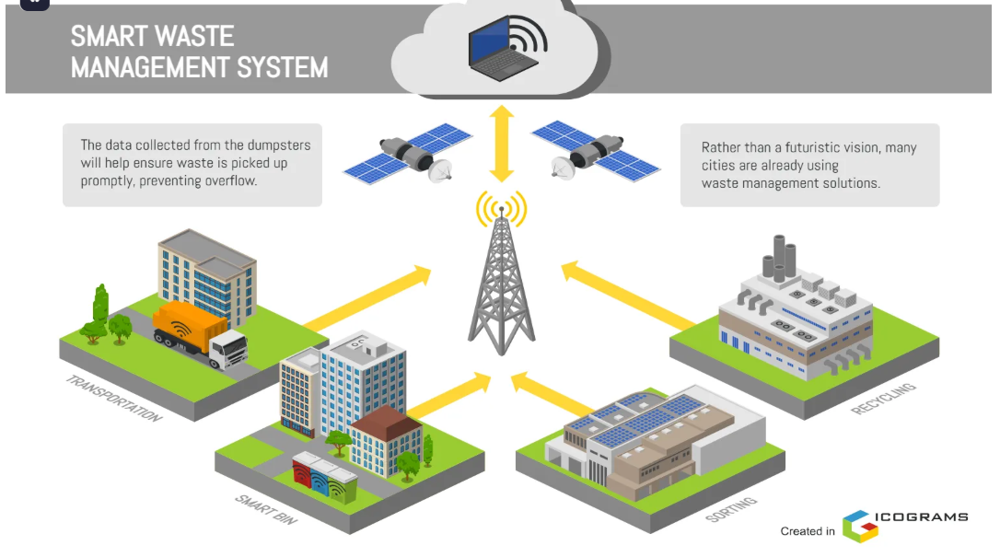 SMART WASTE
MANAGEMENT SYSTEM
The data collected from the dumpsters
will help ensure waste is picked up
promptly, preventing overflow.
Rather than a futuristic vision, many
cities are already using
waste management solutions.
TRANSPORTATION
SMART BIN
SORTING
RECYCLING
Created in
ICOGRAMS